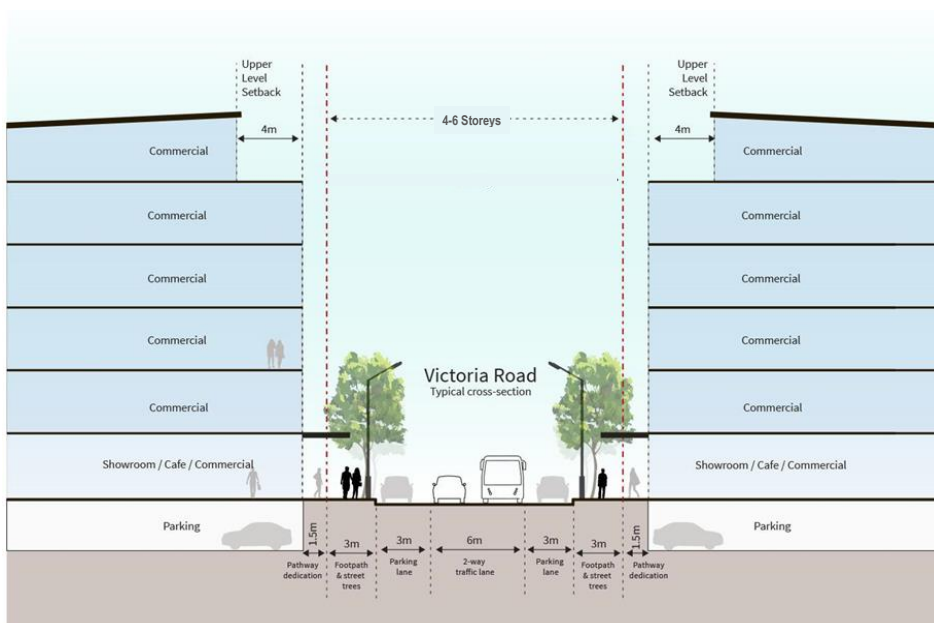 Upper
Level
Setback
Upper
Level
Setback
4m
4-6 Storeys
4m
Commercial
Commercial
Commercial
Commercial
Commercial
Commercial
Commercial
Commercial
Victoria Road
Typical cross-section
Commercial
Commercial
Showroom / Cafe / Commercial
Showroom / Cafe / Commercial
Parking
Parking
1.5m
3m
3m
6m
3m
3m
1.5m
Pathway
dedication
Footpath
& street
trees
Parking
lane
2-way
traffic lane
Parking
lane
Footpath
& street
trees
Pathway
dedication